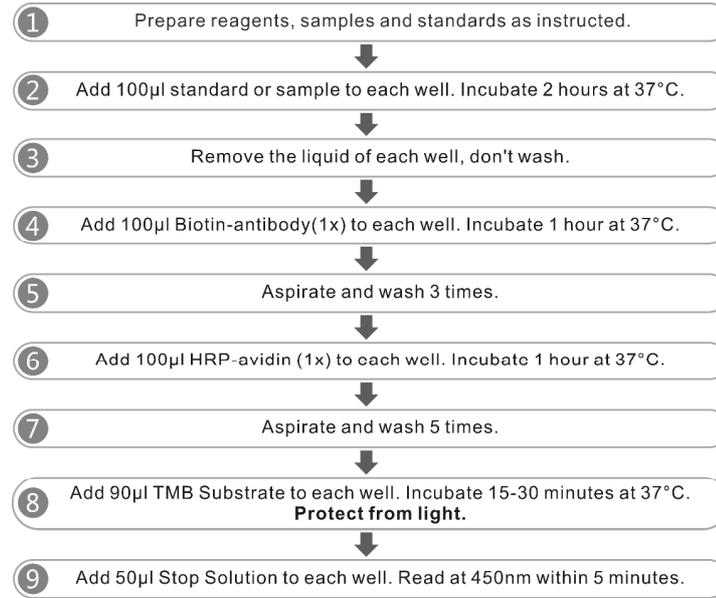 1 Prepare reagents, samples and standards as instructed.
2 Add 100µl standard or sample to each well. Incubate 2 hours at 37°C.
3 Remove the liquid of each well, don't wash.
4 Add 100µl Biotin-antibody(1x) to each well. Incubate 1 hour at 37°C.
5 Aspirate and wash 3 times.
6 Add 100µl HRP-avidin (1x) to each well. Incubate 1 hour at 37°C.
7 Aspirate and wash 5 times.
8 Add 90µl TMB Substrate to each well. Incubate 15-30 minutes at 37°C.
Protect from light.
9 Add 50µl Stop Solution to each well. Read at 450nm within 5 minutes.